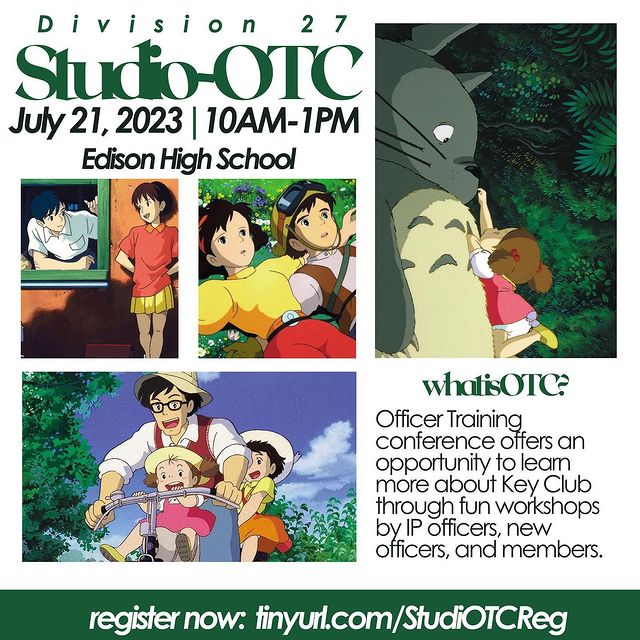 Division 27
Studio-OTC
July 21, 2023 | 10AM-1PM
Edison High School
whatisOTC?
Officer Training
conference offers an
opportunity to learn
more about Key Club
through fun workshops
by IP officers, new
officers, and members.
register now: tinyurl.com/StudiOTCReg